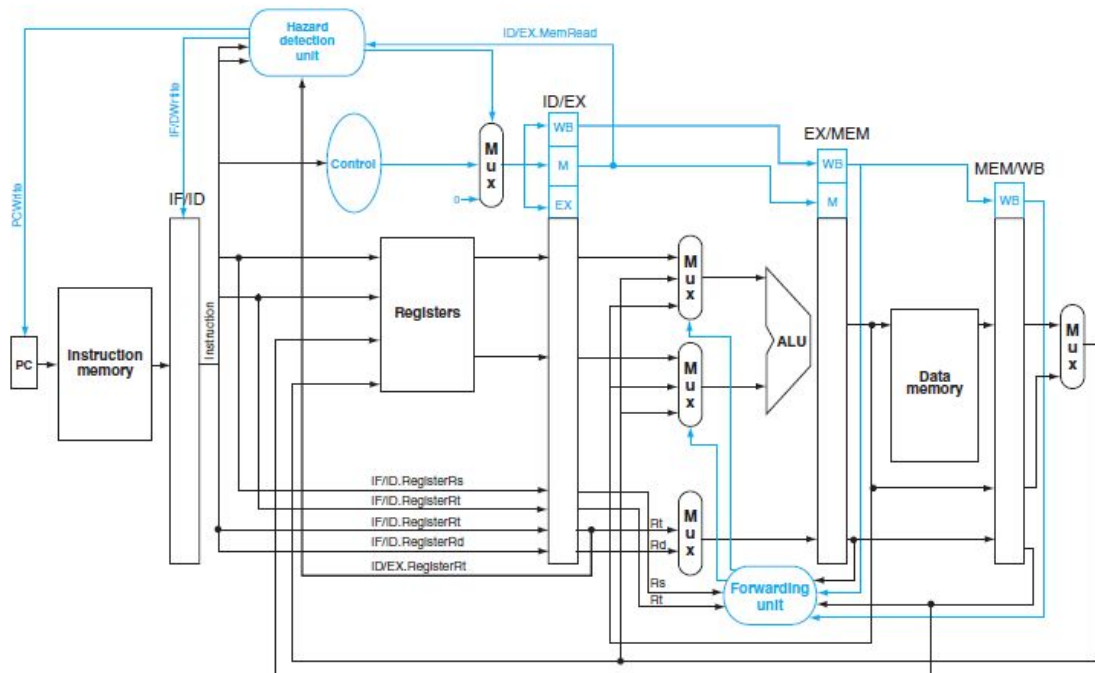 Hazard
detection
unit
ID/EX.MemRead
ID/EX
WB
M
EX
EX/MEM
WB
M
MEM/WB
WB
IF/DWrite
PCWrite
IF/ID
Control
0
Mux
Instruction
PC
Instruction
memory
Registers
Mux
Mux
ALU
Data
memory
Mux
IF/ID.RegisterRs
IF/ID.RegisterRt
IF/ID.RegisterRt
IF/ID.RegisterRd
ID/EX.RegisterRt
Rt
Rd
Mux
Rs
Rt
Forwarding
unit